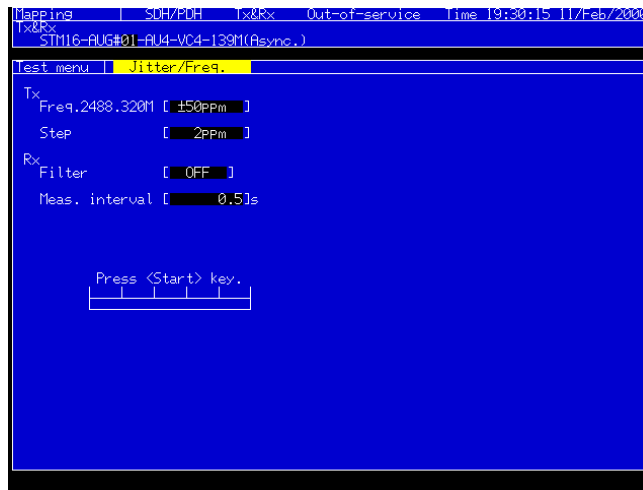 Mapping | SDH/PDH Tx&Rx Out-of-service Time 19:30:15 11/Feb/2000
Tx&Rx
STM16-AUG#01-AU4-VC4-139M(Async.)
Test menu | Jitter/Freq.
Tx
Freq.2488.320M [ ±50ppm ]
Step [ 2ppm ]
Rx
Filter [ OFF ]
Meas. interval [ 0.5]s
Press <Start> key.